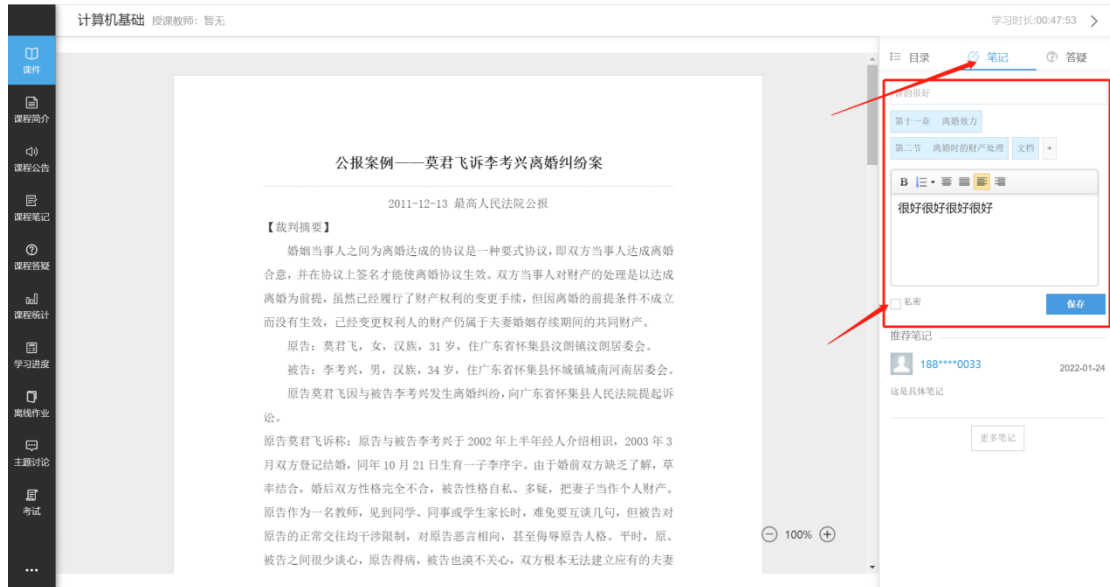 计算机基础 授课教师：暂无
学习时长:00:47:53
课件
课程简介
课程公告
课程笔记
课程答疑
课程统计
学习进度
离线作业
主题讨论
考试
公报案例——莫君飞诉李考兴离婚纠纷案
2011-12-13 最高人民法院公报
【裁判摘要】
婚姻当事人之间为离婚达成的协议是一种要式协议，即双方当事人达成离婚
合意，并在协议上签名才能使离婚协议生效。双方当事人对财产的处理是以达成
离婚为前提，虽然已经履行了财产权利的变更手续，但因离婚的前提条件不成立
而没有生效，已经变更权利人的财产仍属于夫妻婚姻存续期间的共同财产。
原告：莫君飞，女，汉族，31 岁，住广东省怀集县汶朗镇汶朗居委会。
被告：李考兴，男，汉族，34 岁，住广东省怀集县怀城镇城南河南居委会。
原告莫君飞因与被告李考兴发生离婚纠纷，向广东省怀集县人民法院提起诉
讼。
原告莫君飞诉称：原告与被告李考兴于 2002 年上半年经人介绍相识，2003 年 3
月双方登记结婚，同年 10 月 21 日生育一子李序宇。由于婚前双方缺乏了解，草
率结合，婚后双方性格完全不合，被告性格自私、多疑，把妻子当作个人财产。
原告作为一名教师，见到同学、同事或学生家长时，难免要互谈几句，但被告对
原告的正常交往均干涉限制，对原告恶言相向，甚至侮辱原告人格。平时，原、
被告之间很少谈心，原告得病，被告也漠不关心，双方根本无法建立应有的夫妻
100%
目录 笔记 答疑
的很好
第十一章 离婚效力
第二节 离婚时的财产处理 文档 +
B
很好很好很好很好
私密 保存
推荐笔记
188****0033 2022-01-24
这是具体笔记
更多笔记